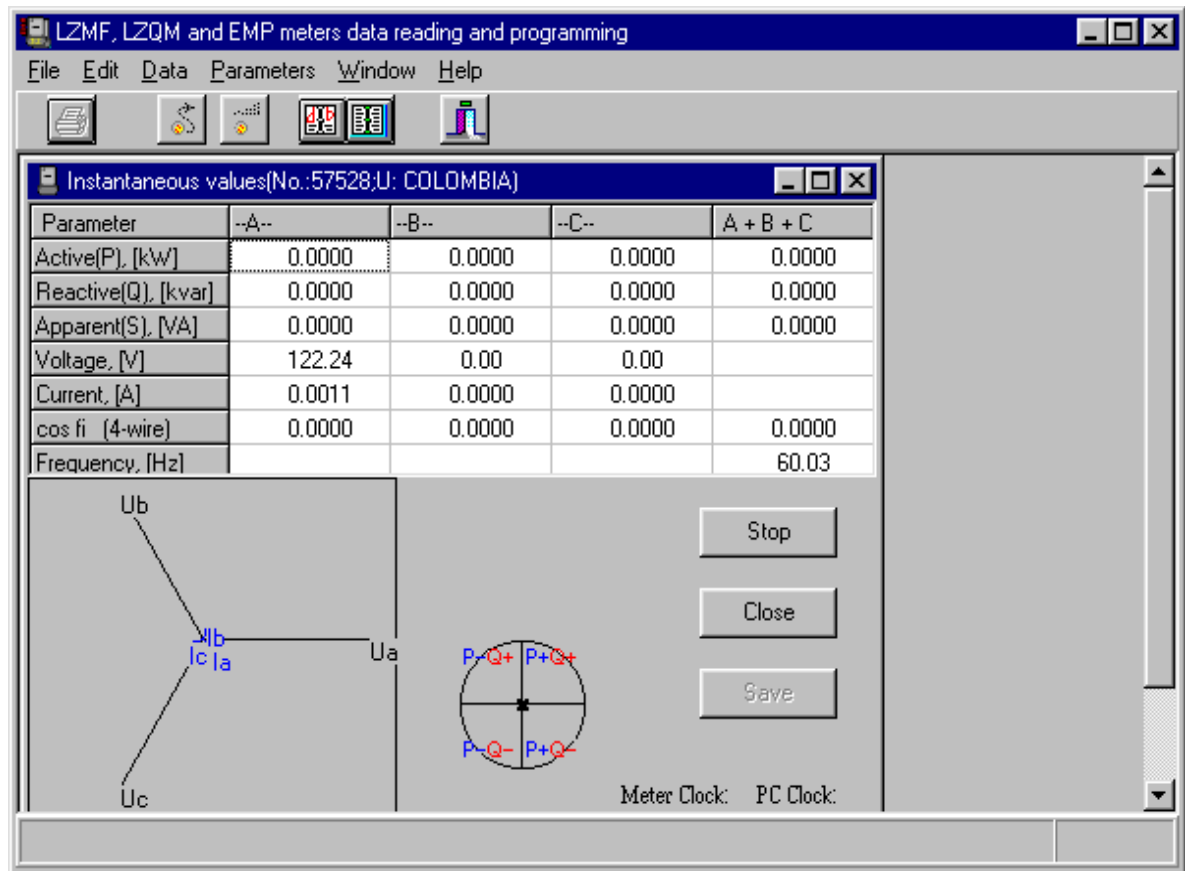 LZMF, LZQM and EMP meters data reading and programming
File Edit Data Parameters Window Help
Instantaneous values(No.:57528;U: COLOMBIA)
Parameter --A-- --B-- --C-- A + B + C
Active(P), [kW] 0.0000 0.0000 0.0000 0.0000
Reactive(Q), [kvar] 0.0000 0.0000 0.0000 0.0000
Apparent(S), [VA] 0.0000 0.0000 0.0000 0.0000
Voltage, [V] 122.24 0.00 0.00
Current, [A] 0.0011 0.0000 0.0000
cos fi (4-wire) 0.0000 0.0000 0.0000 0.0000
Frequency, [Hz] 60.03
Ub
Stop
Close
Ib
Ic Ia
Ua
P-Q+ P+Q+
Save
P-Q- P+Q-
Uc
Meter Clock: PC Clock: